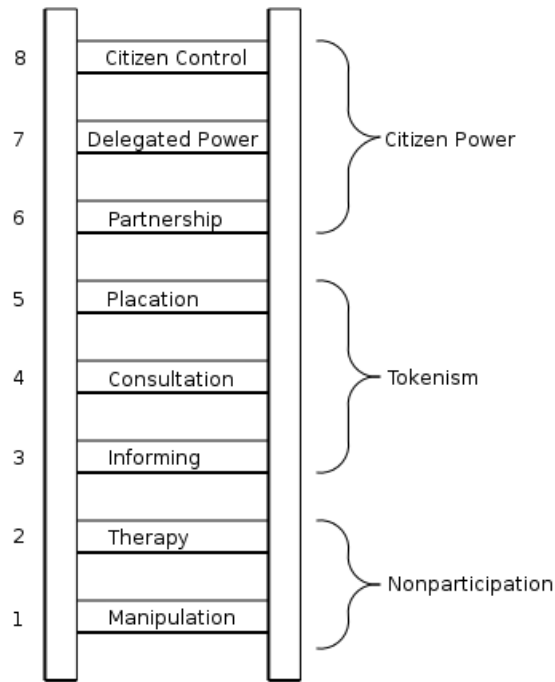 8 Citizen Control
7 Delegated Power
Citizen Power
6 Partnership
5 Placation
4 Consultation
Tokenism
3 Informing
2 Therapy
Nonparticipation
1 Manipulation